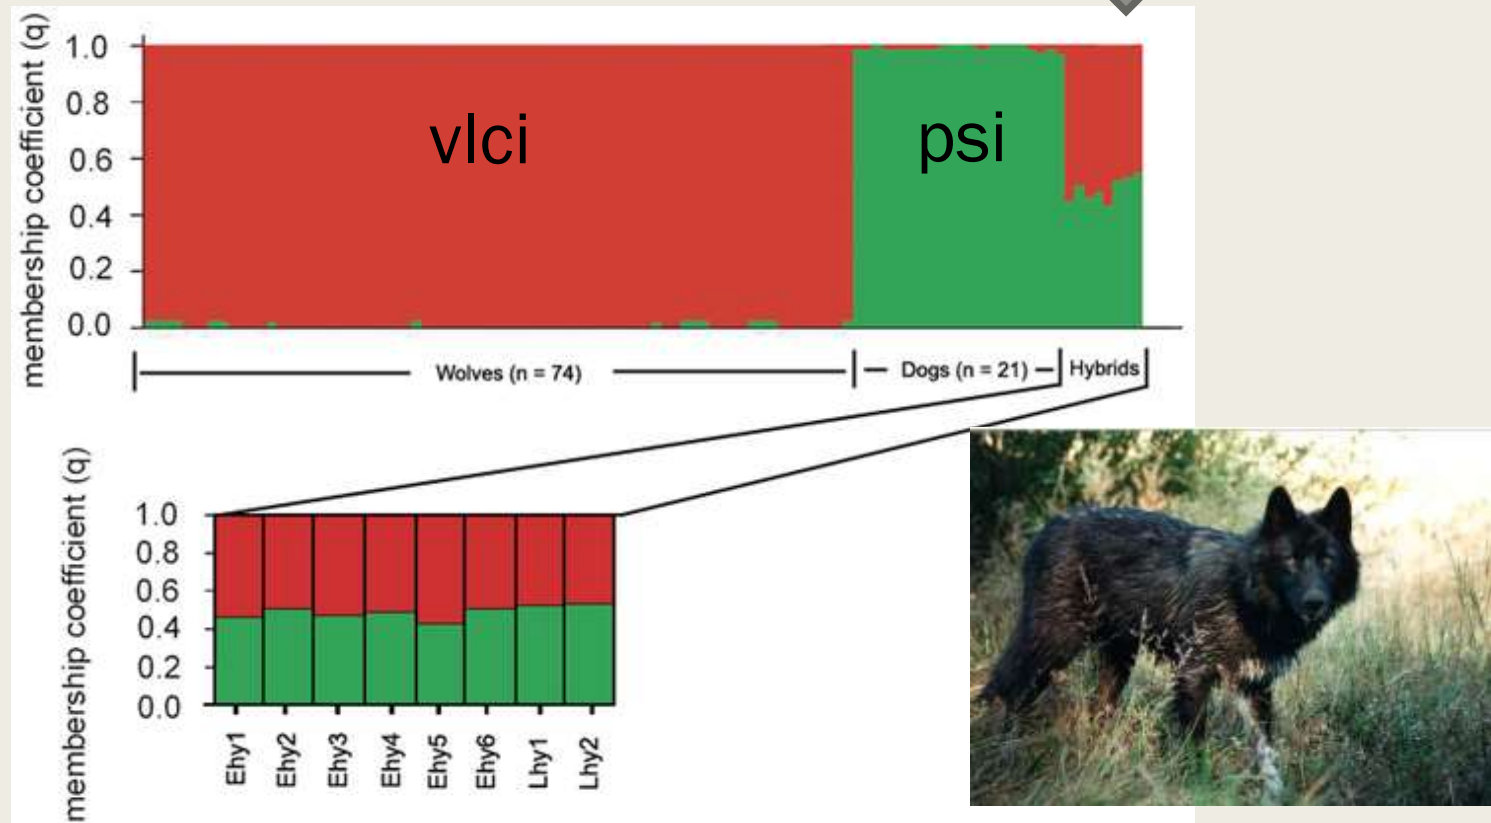 membership coefficient (q)
1.0
0.8
0.6
0.4
0.2
0.0
vlci
psi
Wolves (n = 74)
Dogs (n = 21)
Hybrids
membership coefficient (q)
1.0
0.8
0.6
0.4
0.2
0.0
Ehy1
Ehy2
Ehy3
Ehy4
Ehy5
Ehy6
Lhy1
Lhy2